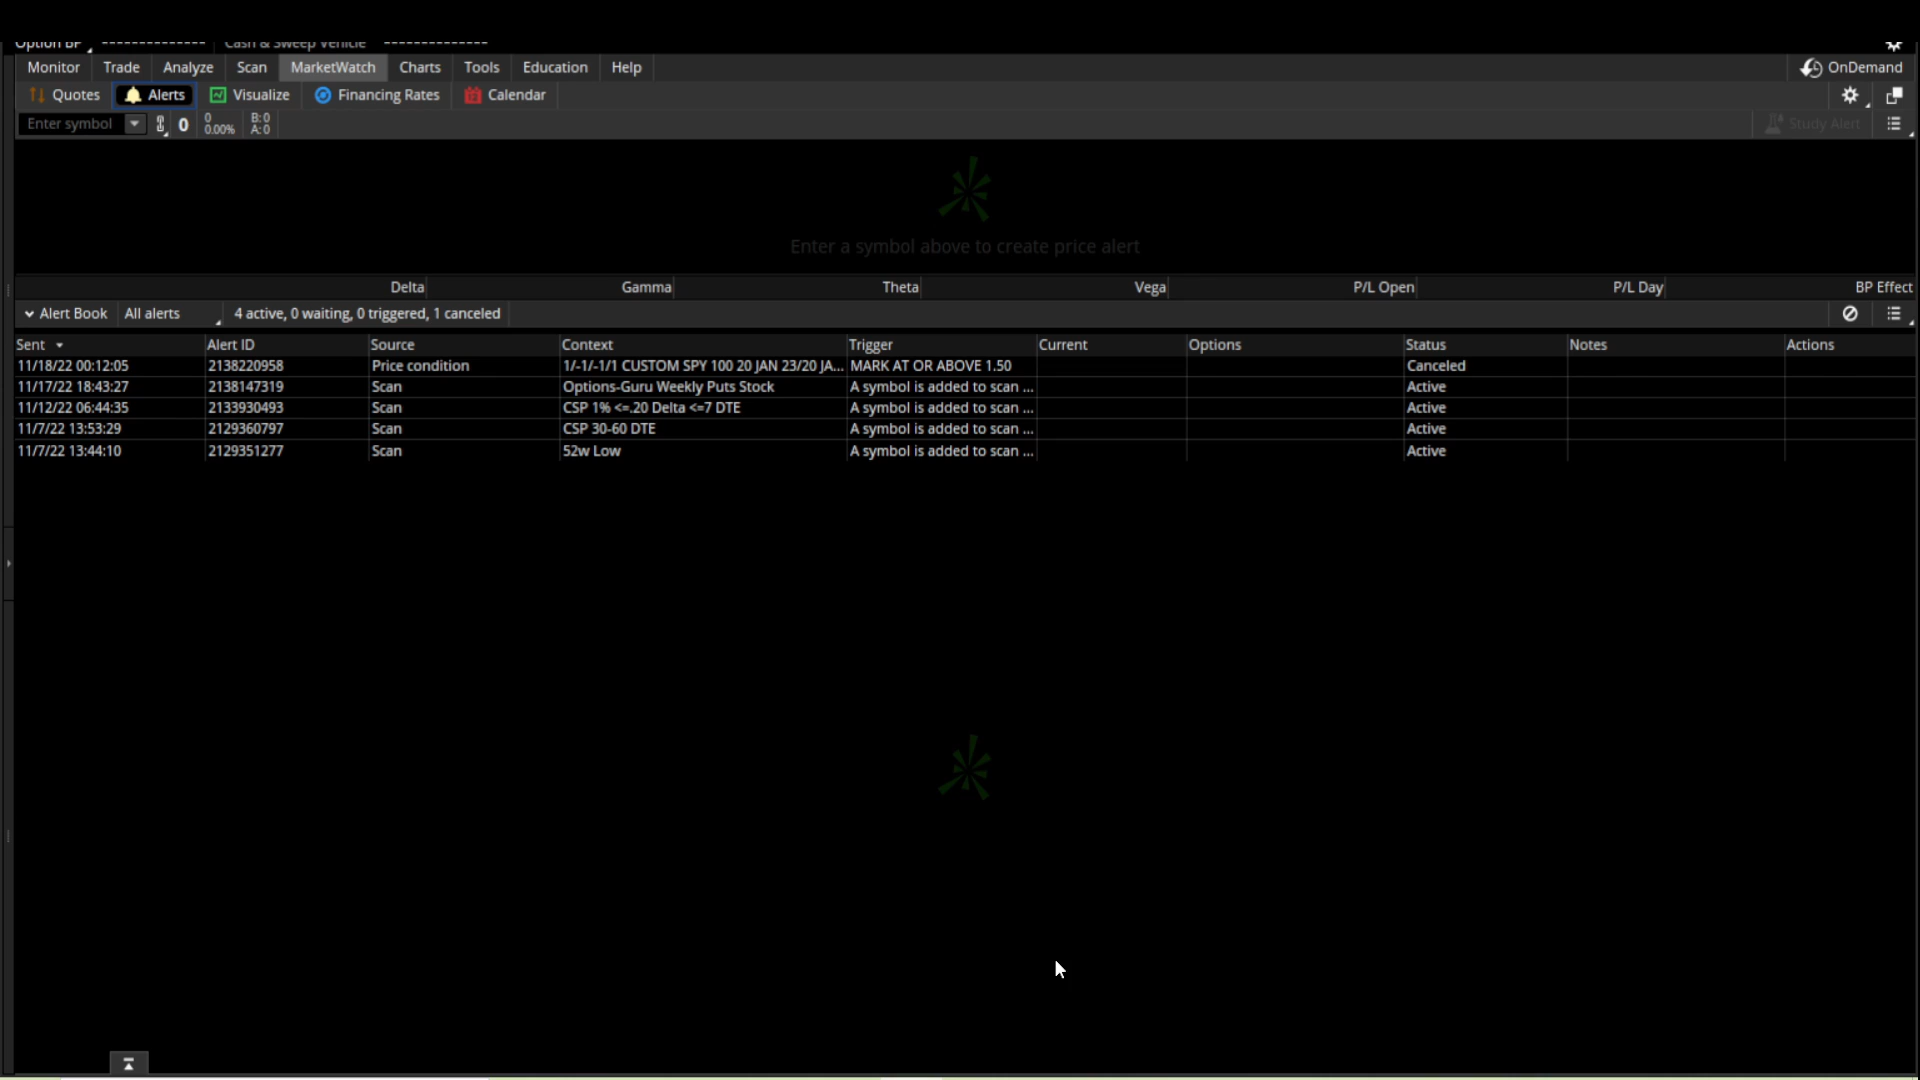 Option BP Cash & Sweep Vehicle
Monitor Trade Analyze Scan MarketWatch Charts Tools Education Help OnDemand
Quotes Alerts Visualize Financing Rates Calendar
Enter symbol 0 0 0.00% B: 0 A: 0 Study Alert
Enter a symbol above to create price alert
Delta Gamma Theta Vega P/L Open P/L Day BP Effect
Alert Book All alerts 4 active, 0 waiting, 0 triggered, 1 canceled
Sent Alert ID Source Context Trigger Current Options Status Notes Actions
11/18/22 00:12:05 2138220958 Price condition 1/-1/-1/1 CUSTOM SPY 100 20 JAN 23/20 JA... MARK AT OR ABOVE 1.50 Canceled
11/17/22 18:43:27 2138147319 Scan Options-Guru Weekly Puts Stock A symbol is added to scan ... Active
11/12/22 06:44:35 2133930493 Scan CSP 1% <=.20 Delta <=7 DTE A symbol is added to scan ... Active
11/7/22 13:53:29 2129360797 Scan CSP 30-60 DTE A symbol is added to scan ... Active
11/7/22 13:44:10 2129351277 Scan 52w Low A symbol is added to scan ... Active